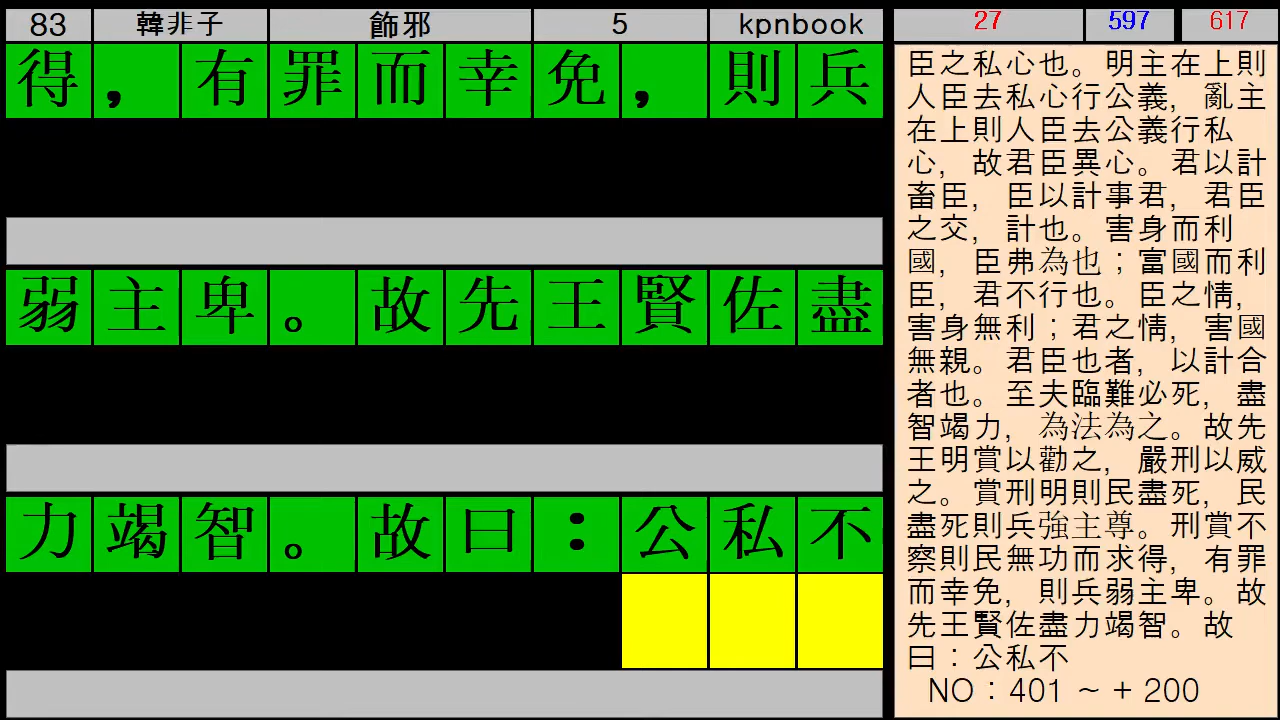 83 韓非子 飾邪 5 kpnbook 27 597 617
得，有罪而幸免，則兵
弱主卑。故先王賢佐盡
力竭智。故曰：公私不
臣之私心也。明主在上則
人臣去私心行公義，亂主
在上則人臣去公義行私
心，故君臣異心。君以計
畜臣，臣以計事君，君臣
之交，計也。害身而利
國，臣弗為也；富國而利
臣，君不行也。臣之情，
害身無利；君之情，害國
無親。君臣也者，以計合
者也。至夫臨難必死，盡
智竭力，為法為之。故先
王明賞以勸之，嚴刑以威
之。賞刑明則民盡死，民
盡死則兵強主尊。刑賞不
察則民無功而求得，有罪
而幸免，則兵弱主卑。故
先王賢佐盡力竭智。故
曰：公私不
NO：401 ~ + 200